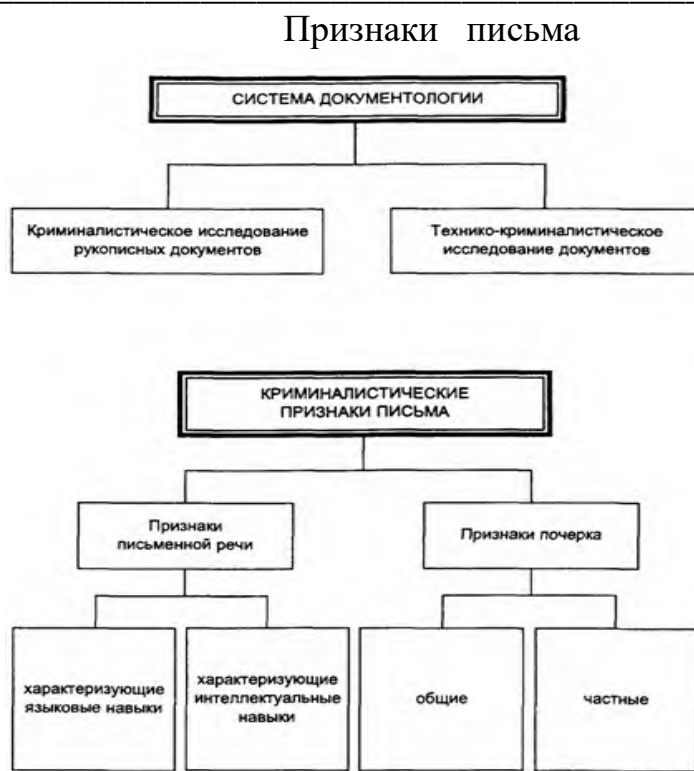 Признаки письма
СИСТЕМА ДОКУМЕНТОЛОГИИ
Криминалистическое исследование
рукописных документов
Технико-криминалистическое
исследование документов
КРИМИНАЛИСТИЧЕСКИЕ
ПРИЗНАКИ ПИСЬМА
Признаки
письменной речи
Признаки почерка
характеризующие
языковые навыки
характеризующие
интеллектуальные
навыки
общие
частные